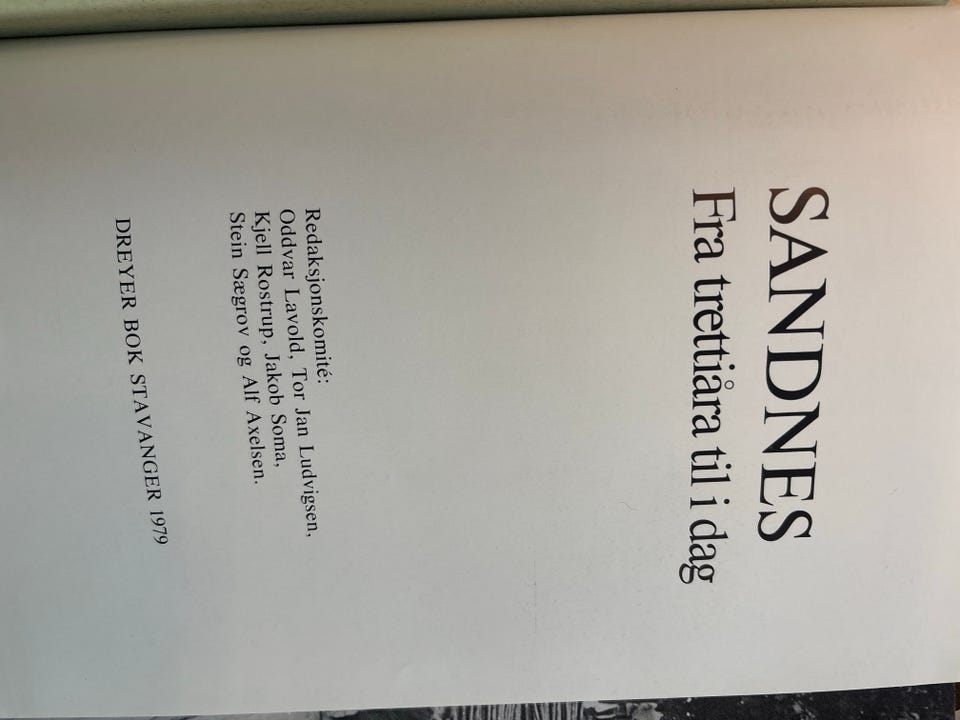 SANDNES
Fra trettiåra til i dag
Redaksjonskomité:
Oddvar Lavold, Tor Jan Ludvigsen,
Kjell Rostrup, Jakob Soma,
Stein Sægrov og Alf Axelsen.
DREYER BOK STAVANGER 1979